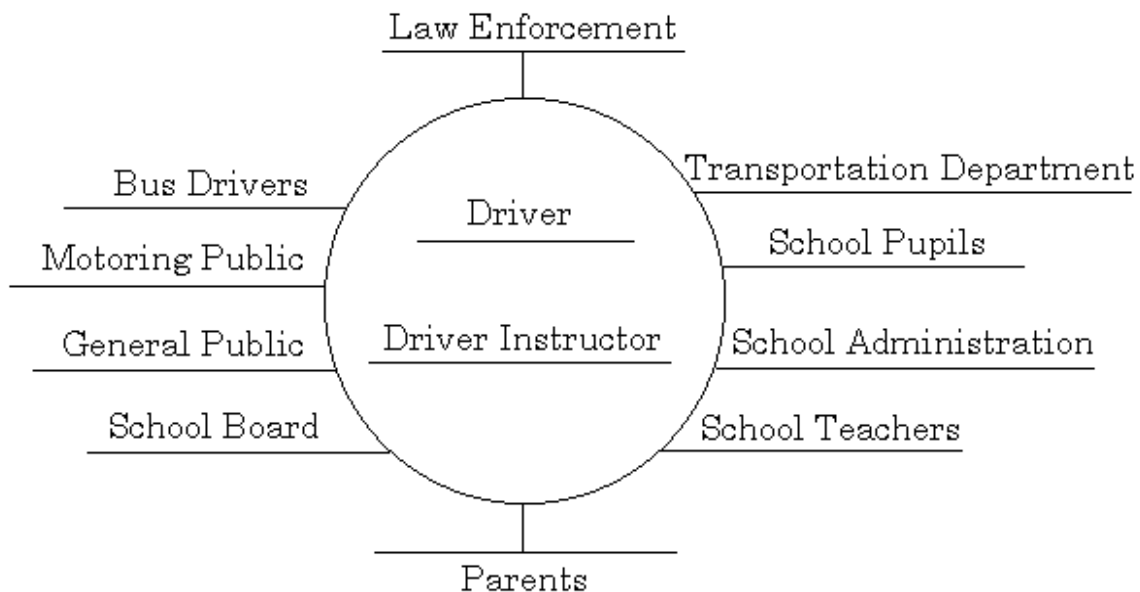 Law Enforcement
Bus Drivers
Transportation Department
Driver
Motoring Public
School Pupils
General Public
Driver Instructor
School Administration
School Board
School Teachers
Parents